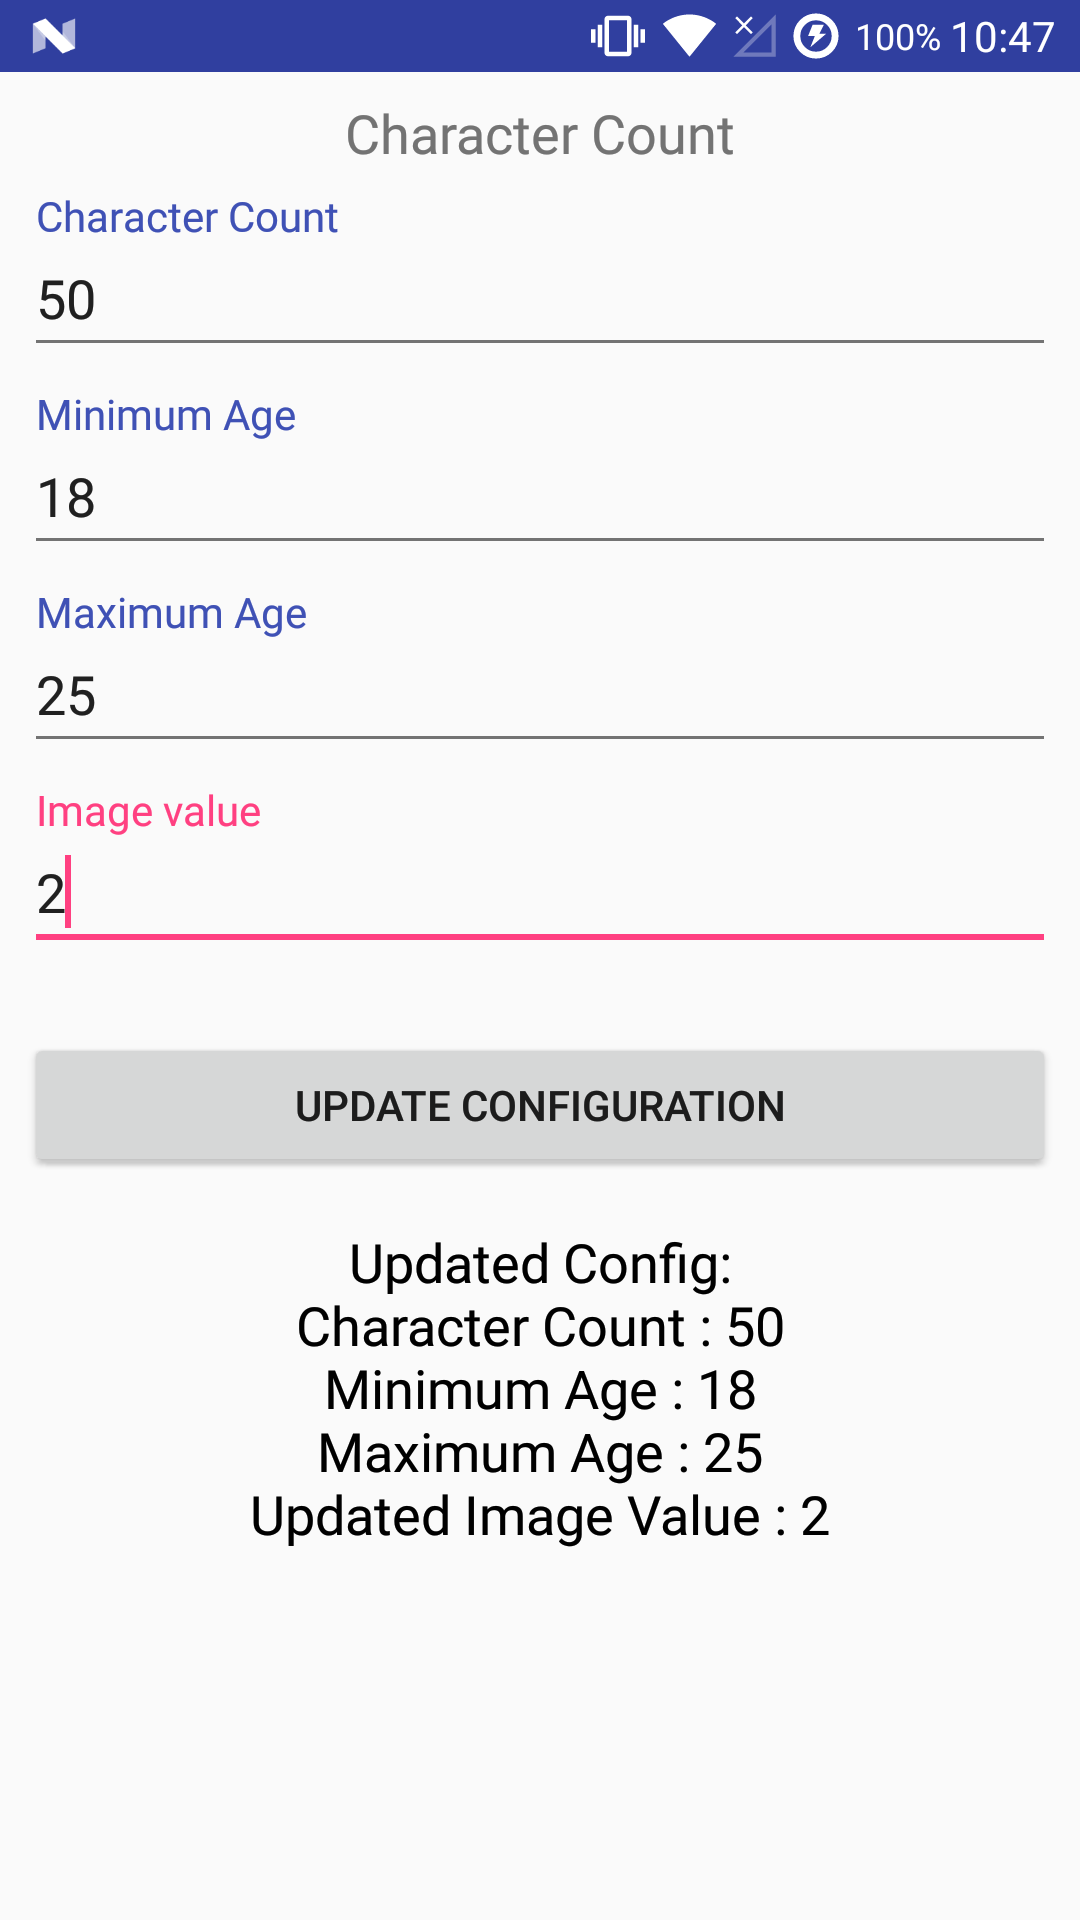 100% 10:47
Character Count
Character Count
50
Minimum Age
18
Maximum Age
25
Image value
2
UPDATE CONFIGURATION
Updated Config:
Character Count : 50
Minimum Age : 18
Maximum Age : 25
Updated Image Value : 2